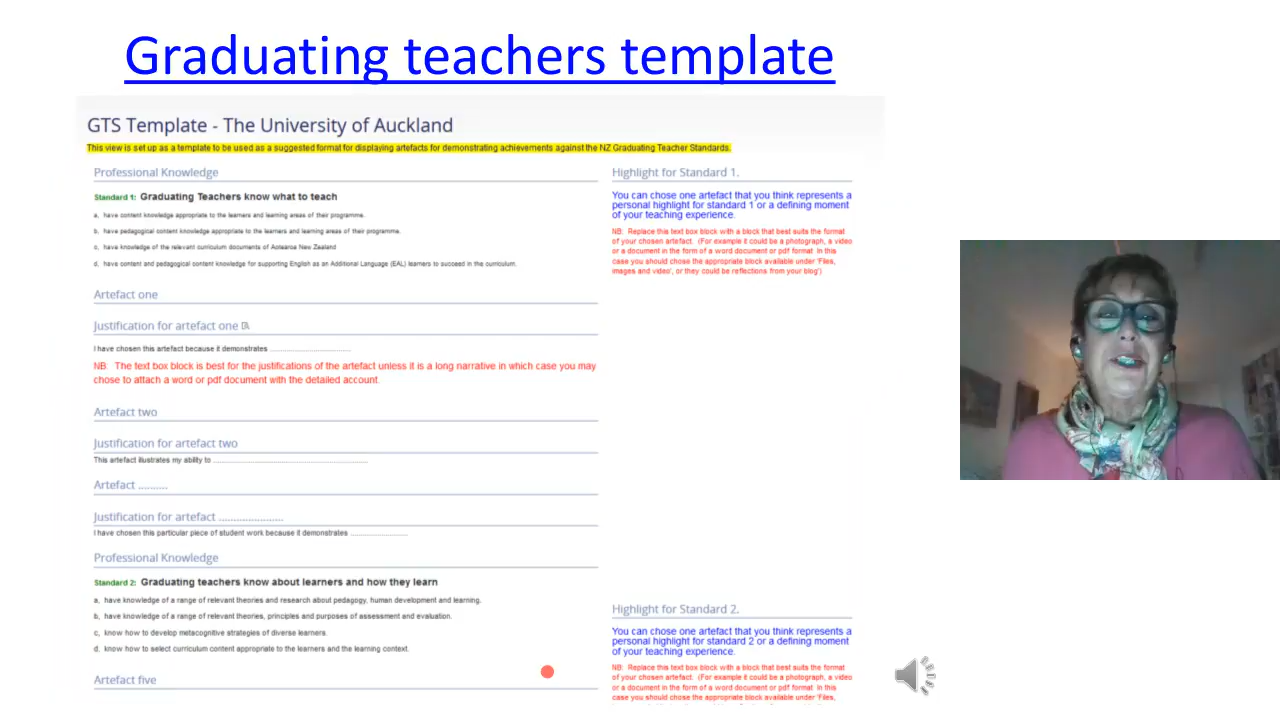 Graduating teachers template
GTS Template - The University of Auckland
This view is set up as a template to be used as a suggested format for displaying artefacts for demonstrating achievements against the NZ Graduating Teacher Standards.
Professional Knowledge
Standard 1: Graduating Teachers know what to teach
a, have content knowledge appropriate to the learners and learning areas of their programme.
b, have pedagogical content knowledge appropriate to the learners and learning areas of their programme.
c, have knowledge of the relevant curriculum documents of Aotearoa New Zealand
d, have content and pedagogical content knowledge for supporting English as an Additional Language (EAL) learners to succeed in the curriculum.
Artefact one
Justification for artefact one
I have chosen this artefact because it demonstrates ...................................
NB: The text box block is best for the justifications of the artefact unless it is a long narrative in which case you may
chose to attach a word or pdf document with the detailed account.
Artefact two
Justification for artefact two
This artefact illustrates my ability to ..................................................................
Artefact .........
Justification for artefact ....................
I have chosen this particular piece of student work because it demonstrates .........................
Professional Knowledge
Standard 2: Graduating teachers know about learners and how they learn
a, have knowledge of a range of relevant theories and research about pedagogy, human development and learning.
b, have knowledge of a range of relevant theories, principles and purposes of assessment and evaluation.
c, know how to develop metacognitive strategies of diverse learners.
d, know how to select curriculum content appropriate to the learners and the learning context.
Artefact five
Highlight for Standard 1.
You can chose one artefact that you think represents a
personal highlight for standard 1 or a defining moment
of your teaching experience.
NB: Replace this text box block with a block that best suits the format
of your chosen artefact. (For example it could be a photograph, a video
or a document in the form of a word document or pdf format. In this
case you should chose the appropriate block available under 'Files,
images and video', or they could be reflections from your blog')
Highlight for Standard 2.
You can chose one artefact that you think represents a
personal highlight for standard 2 or a defining moment
of your teaching experience.
NB: Replace this text box block with a block that best suits the format
of your chosen artefact. (For example it could be a photograph, a video
or a document in the form of a word document or pdf format. In this
case you should chose the appropriate block available under 'Files,